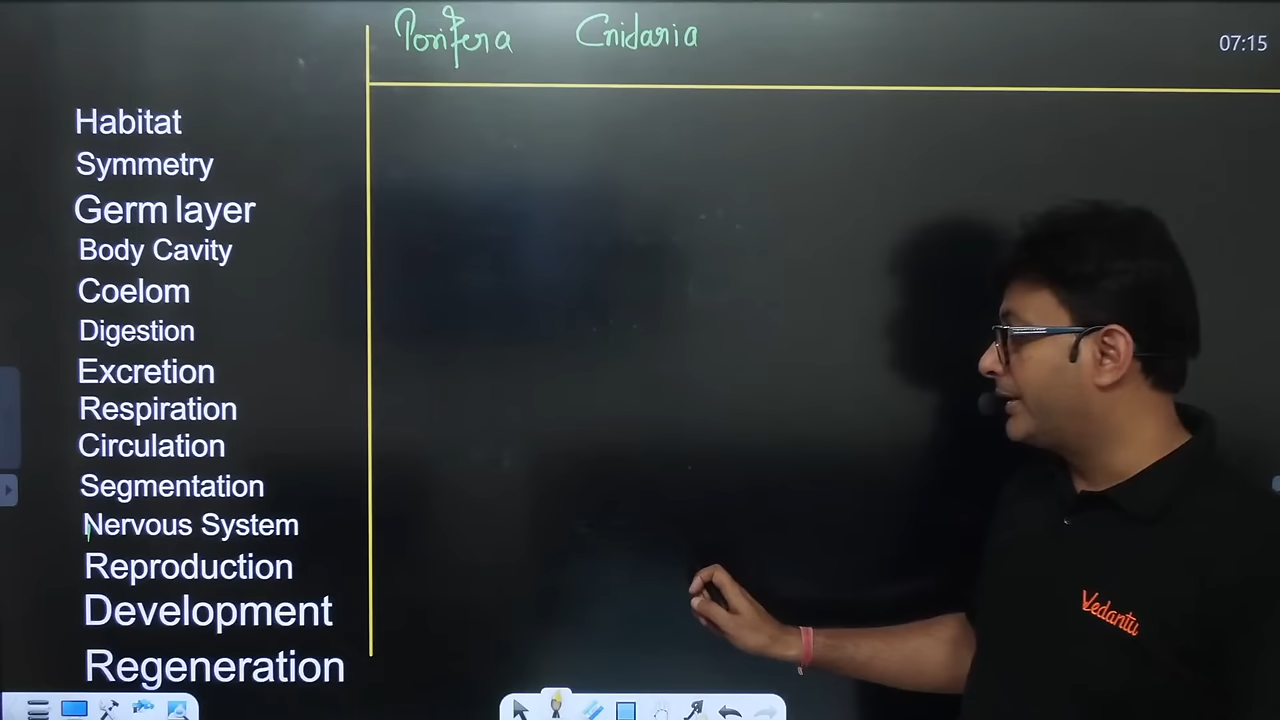 Porifera Cnidaria
07:15
Habitat
Symmetry
Germ layer
Body Cavity
Coelom
Digestion
Excretion
Respiration
Circulation
Segmentation
Nervous System
Reproduction
Development
Regeneration
Vedantu